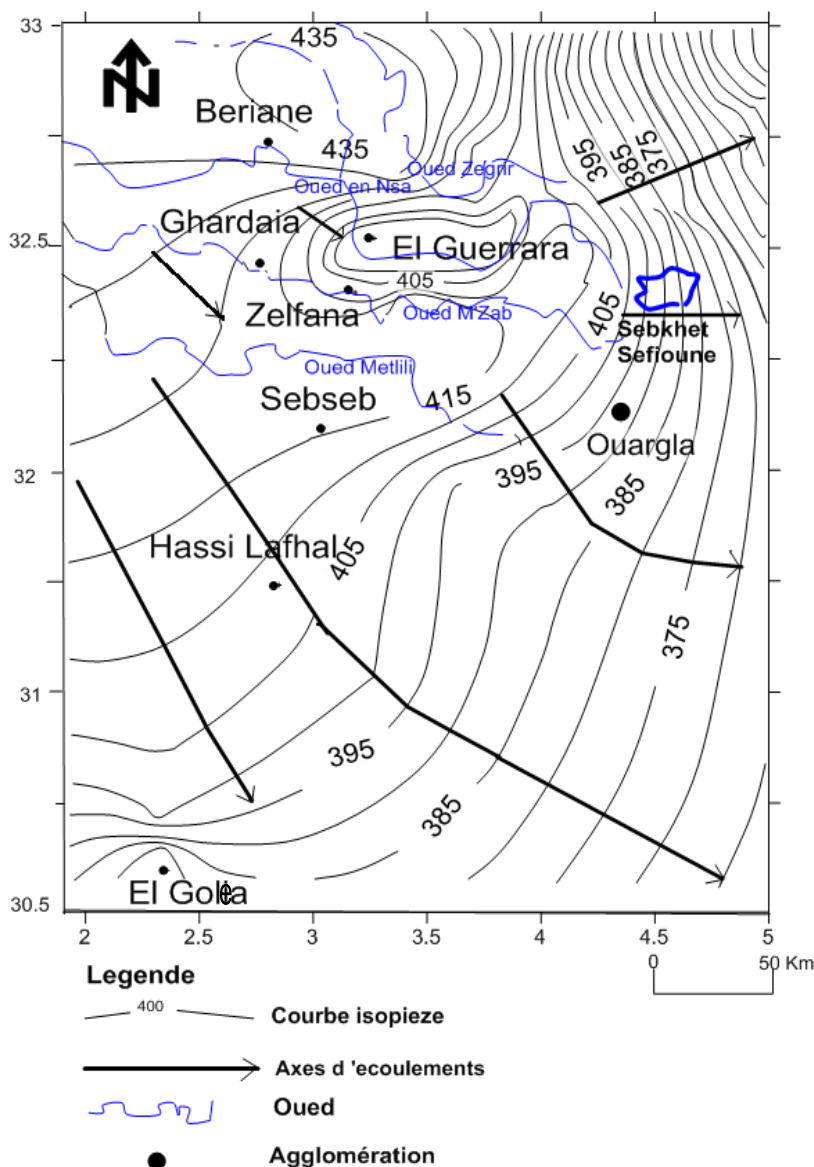 33
435
N
Beriane
435
395
385
375
Oued Zegrir
Oued en Nsa
Ghardaia
32.5
El Guerrara
405
Zelfana
Oued M'Zab
405
Sebkhet
Sefioune
Oued Metlili
Sebseb
415
Ouargla
32
395
385
Hassi Lafhal
405
375
31
395
385
El Golea
30.5
2
2.5
3
3.5
4
4.5
5
0
50 Km
Legende
400
Courbe isopieze
Axes d 'ecoulements
Oued
Agglomération